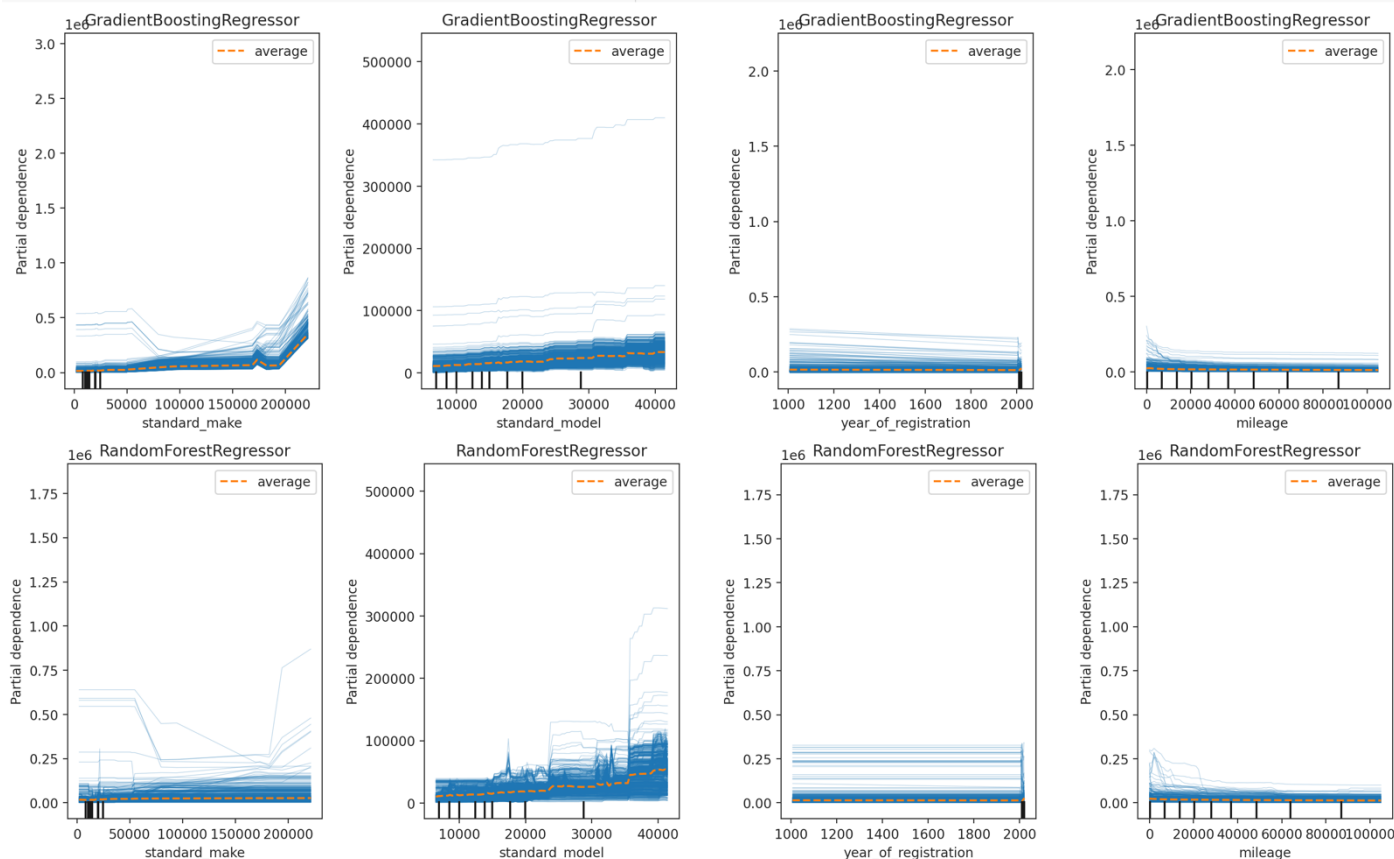 GradientBoostingRegressor
1e6
average
Partial dependence
3.0
2.5
2.0
1.5
1.0
0.5
0.0
0 50000 100000 150000 200000
standard_make
GradientBoostingRegressor
average
Partial dependence
500000
400000
300000
200000
100000
0
10000 20000 30000 40000
standard_model
GradientBoostingRegressor
1e6
average
Partial dependence
2.0
1.5
1.0
0.5
0.0
1000 1200 1400 1600 1800 2000
year_of_registration
GradientBoostingRegressor
1e6
average
Partial dependence
2.0
1.5
1.0
0.5
0.0
0 20000 40000 60000 80000 100000
mileage
RandomForestRegressor
1e6
average
Partial dependence
1.75
1.50
1.25
1.00
0.75
0.50
0.25
0.00
0 50000 100000 150000 200000
standard_make
RandomForestRegressor
average
Partial dependence
500000
400000
300000
200000
100000
0
10000 20000 30000 40000
standard_model
RandomForestRegressor
1e6
average
Partial dependence
1.75
1.50
1.25
1.00
0.75
0.50
0.25
0.00
1000 1200 1400 1600 1800 2000
year_of_registration
RandomForestRegressor
1e6
average
Partial dependence
1.75
1.50
1.25
1.00
0.75
0.50
0.25
0.00
0 20000 40000 60000 80000 100000
mileage